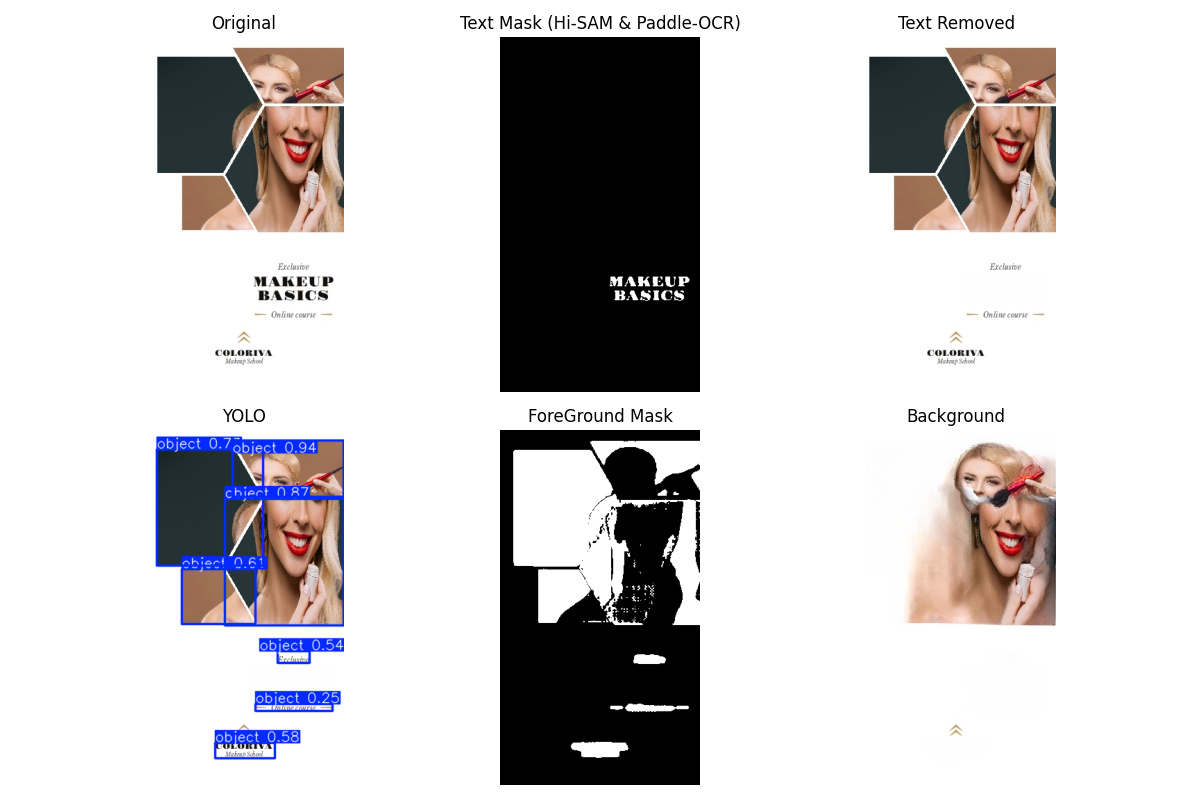 Original
Text Mask (Hi-SAM & Paddle-OCR)
Text Removed
Exclusive
MAKEUP
BASICS
Online course
COLORIVA
Makeup School
MAKEUP
BASICS
Exclusive
Online course
COLORIVA
Makeup School
YOLO
ForeGround Mask
Background
object 0.77
object 0.94
object 0.87
object 0.61
object 0.54
Exclusive
object 0.25
Online course
object 0.58
COLORIVA
Makeup School